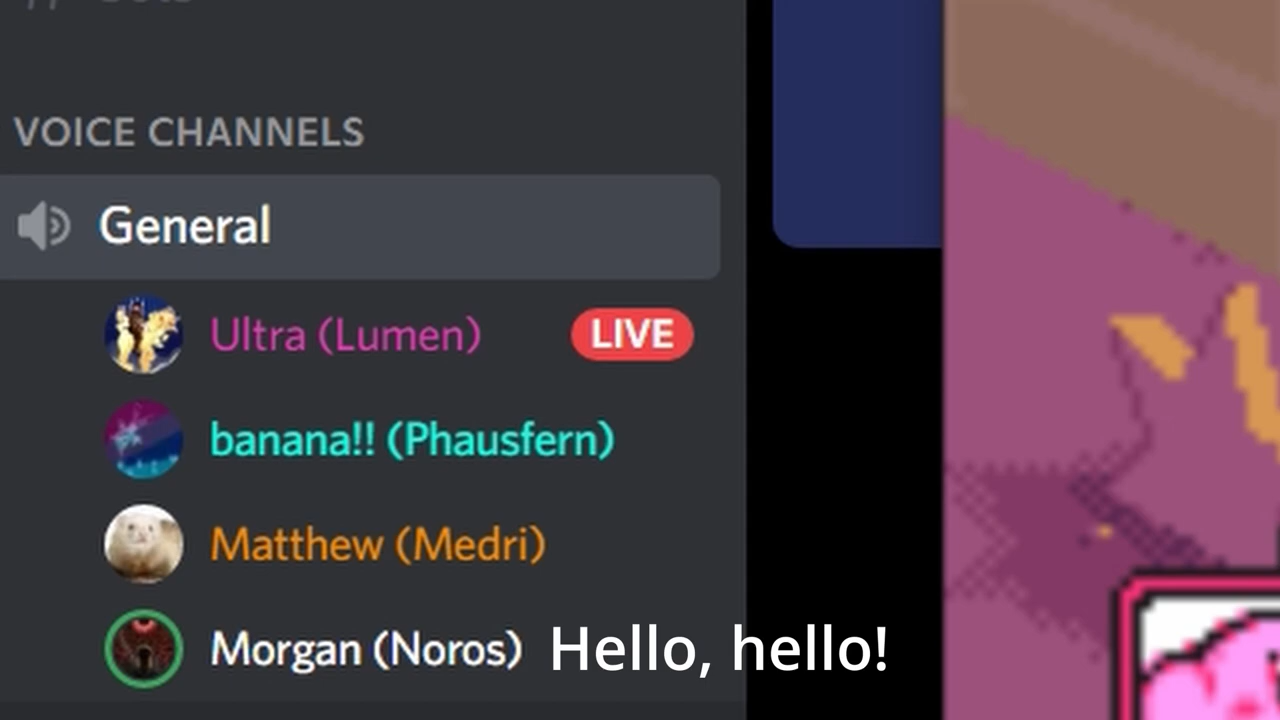 VOICE CHANNELS
General
Ultra (Lumen) LIVE
banana!! (Phausfern)
Matthew (Medri)
Morgan (Noros) Hello, hello!